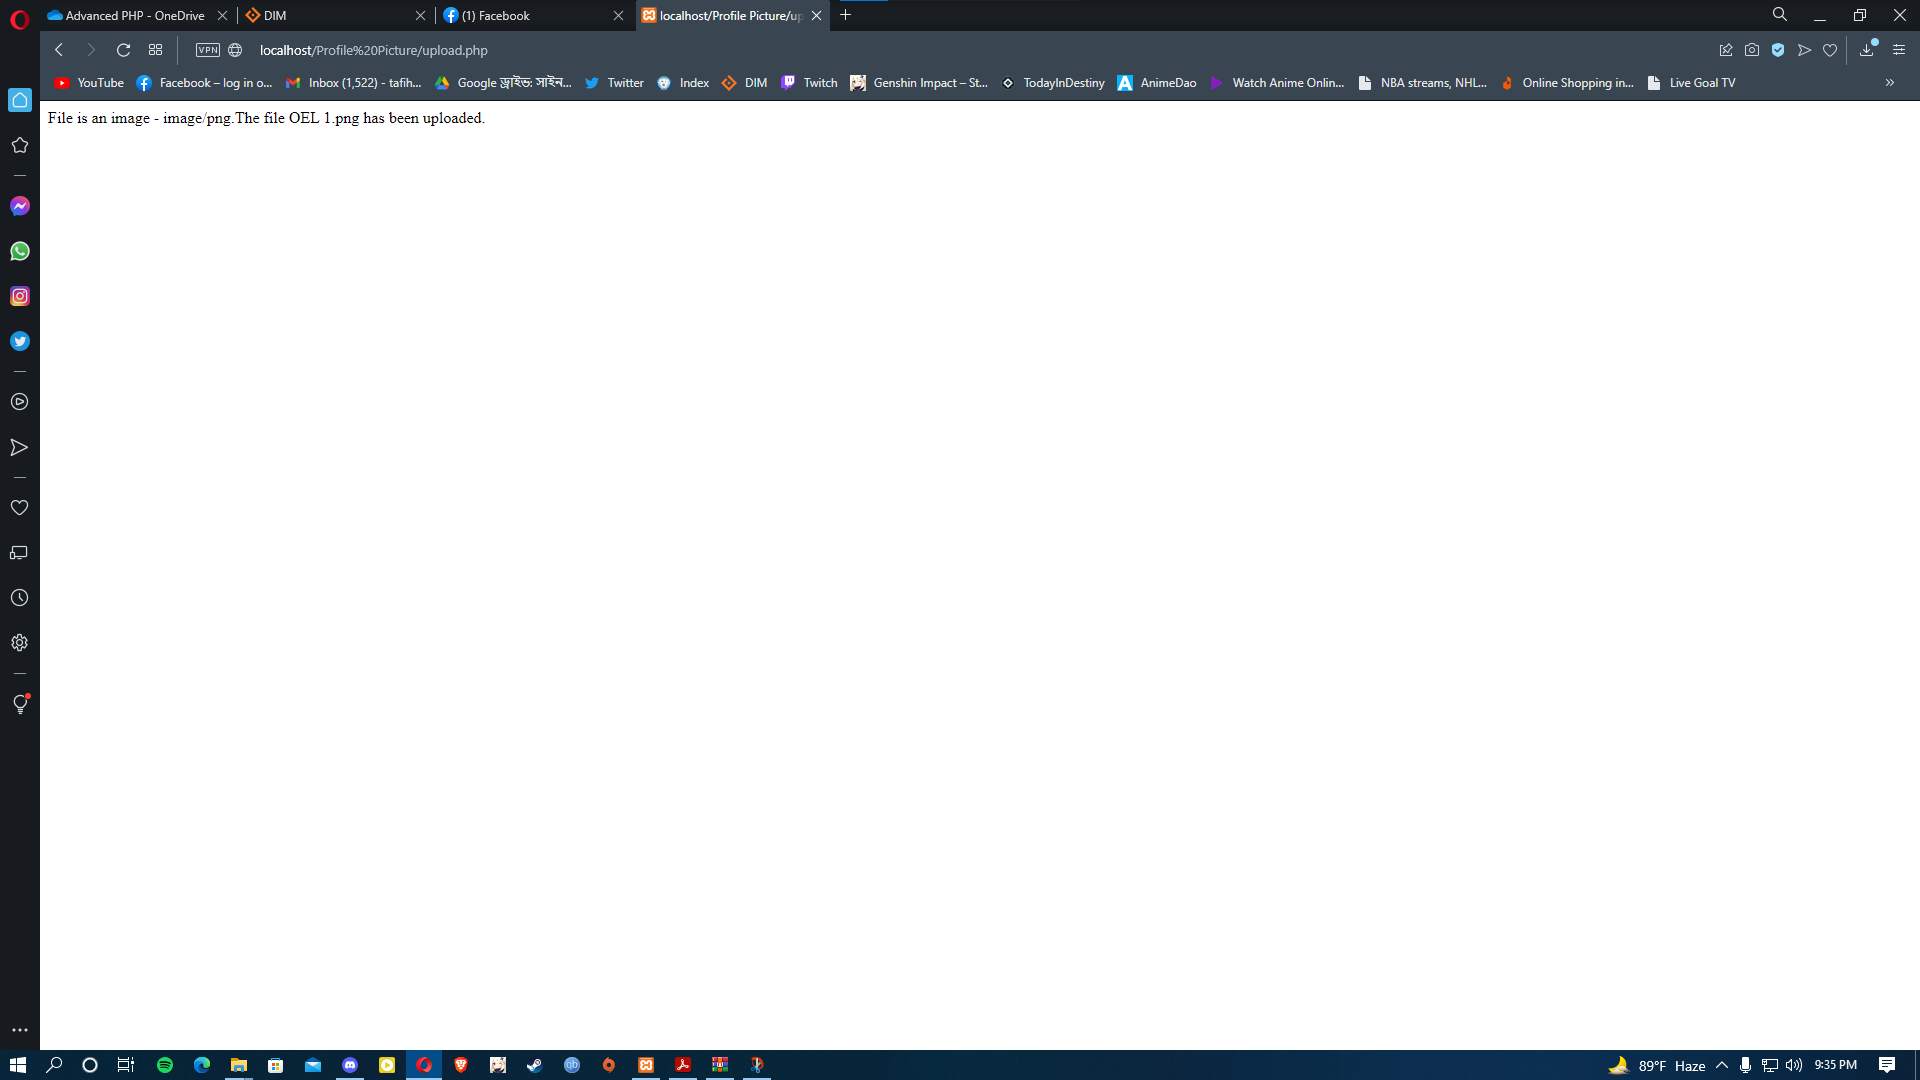 Advanced PHP - OneDrive
DIM
(1) Facebook
localhost/Profile Picture/up
VPN
localhost/Profile%20Picture/upload.php
YouTube
Facebook – log in o...
Inbox (1,522) - tafih...
Google ড্রাইভ: সাইন...
Twitter
Index
DIM
Twitch
Genshin Impact – St...
TodayInDestiny
AnimeDao
Watch Anime Onlin...
NBA streams, NHL...
Online Shopping in...
Live Goal TV
File is an image - image/png.The file OEL 1.png has been uploaded.
89°F Haze
9:35 PM